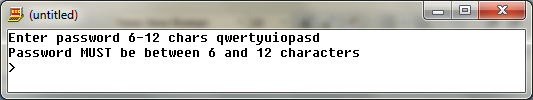 (untitled)
Enter password 6-12 chars qwertyuiopasd
Password MUST be between 6 and 12 characters
>